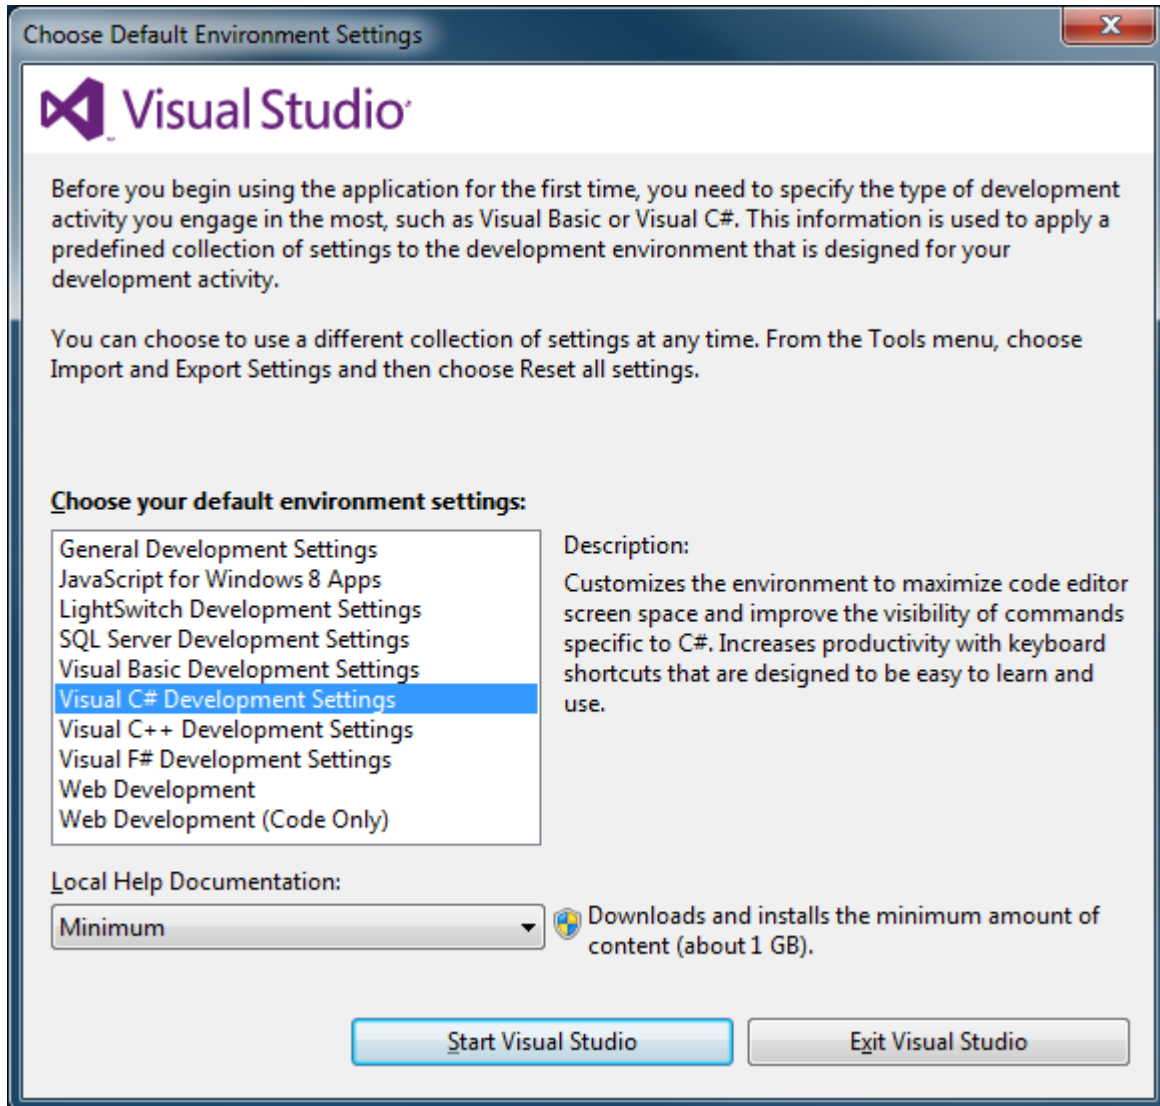 Choose Default Environment Settings
Visual Studio
Before you begin using the application for the first time, you need to specify the type of development
activity you engage in the most, such as Visual Basic or Visual C#. This information is used to apply a
predefined collection of settings to the development environment that is designed for your
development activity.
You can choose to use a different collection of settings at any time. From the Tools menu, choose
Import and Export Settings and then choose Reset all settings.
Choose your default environment settings:
General Development Settings
JavaScript for Windows 8 Apps
LightSwitch Development Settings
SQL Server Development Settings
Visual Basic Development Settings
Visual C# Development Settings
Visual C++ Development Settings
Visual F# Development Settings
Web Development
Web Development (Code Only)
Description:
Customizes the environment to maximize code editor
screen space and improve the visibility of commands
specific to C#. Increases productivity with keyboard
shortcuts that are designed to be easy to learn and
use.
Local Help Documentation:
Minimum
Downloads and installs the minimum amount of
content (about 1 GB).
Start Visual Studio
Exit Visual Studio